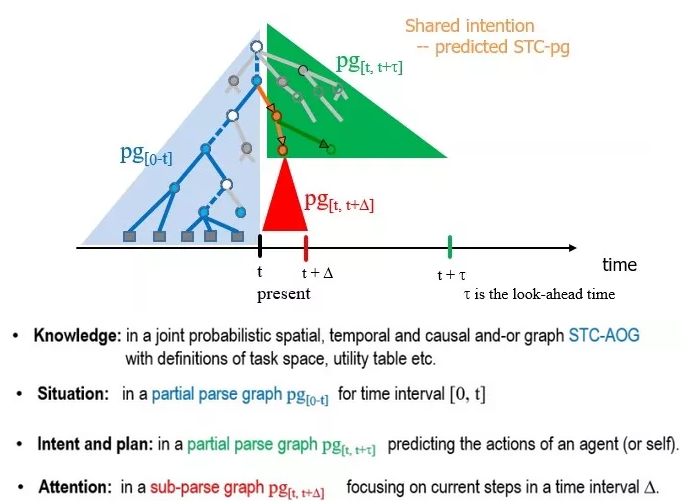 Shared intention
-- predicted STC-pg
pg[t, t+τ]
pg[0-t]
pg[t, t+Δ]
t
t + Δ
t + τ
time
present
τ is the look-ahead time
• Knowledge: in a joint probabilistic spatial, temporal and causal and-or graph STC-AOG
with definitions of task space, utility table etc.
• Situation: in a partial parse graph pg[0-t] for time interval [0, t]
• Intent and plan: in a partial parse graph pg[t, t+τ] predicting the actions of an agent (or self).
• Attention: in a sub-parse graph pg[t, t+Δ] focusing on current steps in a time interval Δ.